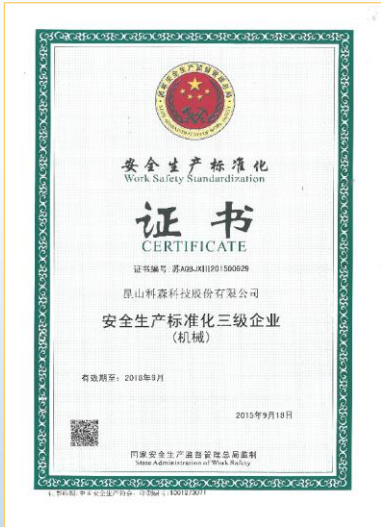 安全生产标准化
Work Safety Standardization
证书
CERTIFICATE
证书编号:苏AQBJXIII201500629
昆山科森科技股份有限公司
安全生产标准化三级企业
(机械)
有效期至:2018年9月
2015年9月18日
国家安全生产监督管理总局监制
State Administration of Work Safety